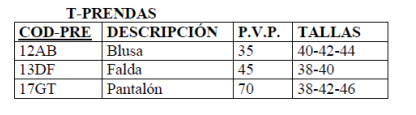 T-PRENDAS
COD-PRE DESCRIPCIÓN P.V.P. TALLAS
12AB Blusa 35 40-42-44
13DF Falda 45 38-40
17GT Pantalón 70 38-42-46